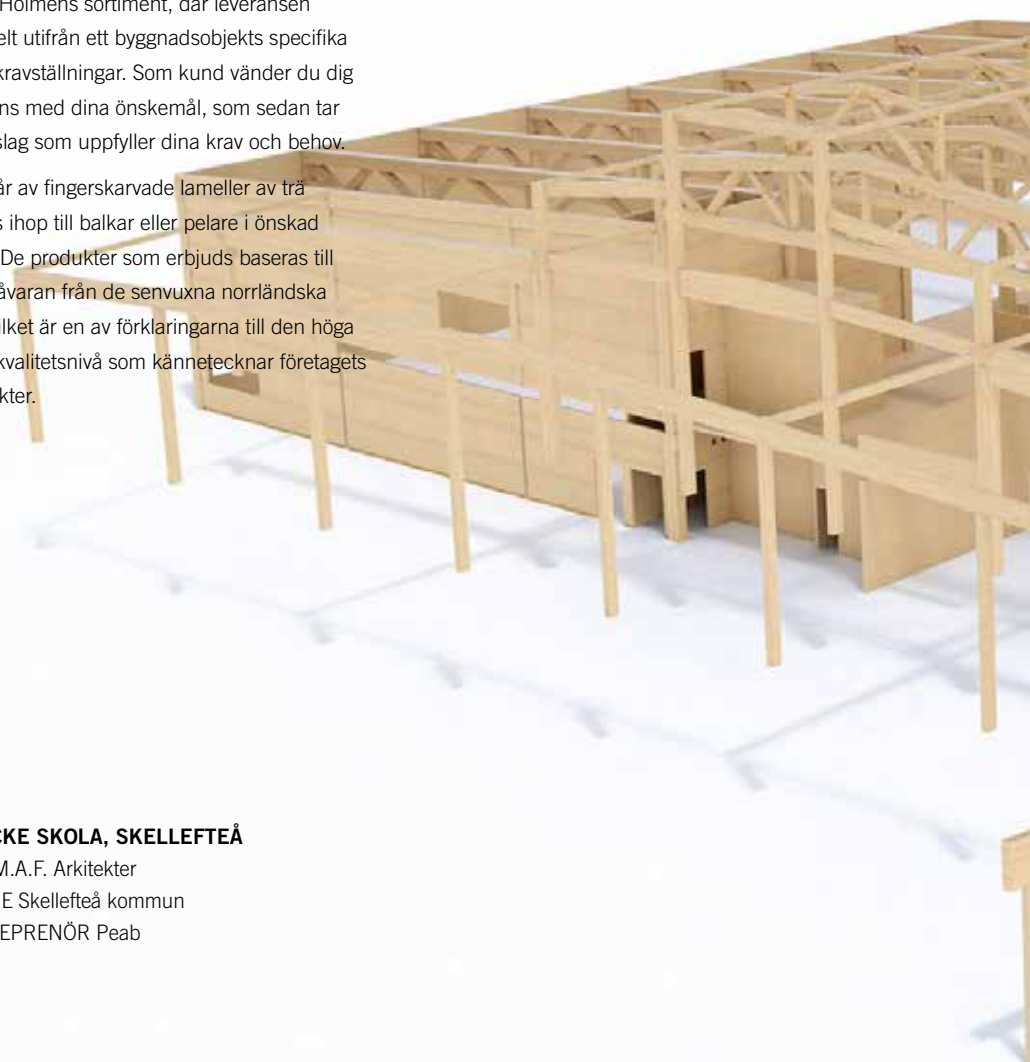 Holmens sortiment, där leveransen
elt utifrån ett byggnadsobjekts specifika
kravställningar. Som kund vänder du dig
ns med dina önskemål, som sedan tar
slag som uppfyller dina krav och behov.
år av fingerskarvade lameller av trä
s ihop till balkar eller pelare i önskad
De produkter som erbjuds baseras till
åvaran från de senvuxna norrländska
ilket är en av förklaringarna till den höga
kvalitetsnivå som kännetecknar företagets
kter.
CKE SKOLA, SKELLEFTEÅ
M.A.F. Arkitekter
E Skellefteå kommun
EPRENÖR Peab